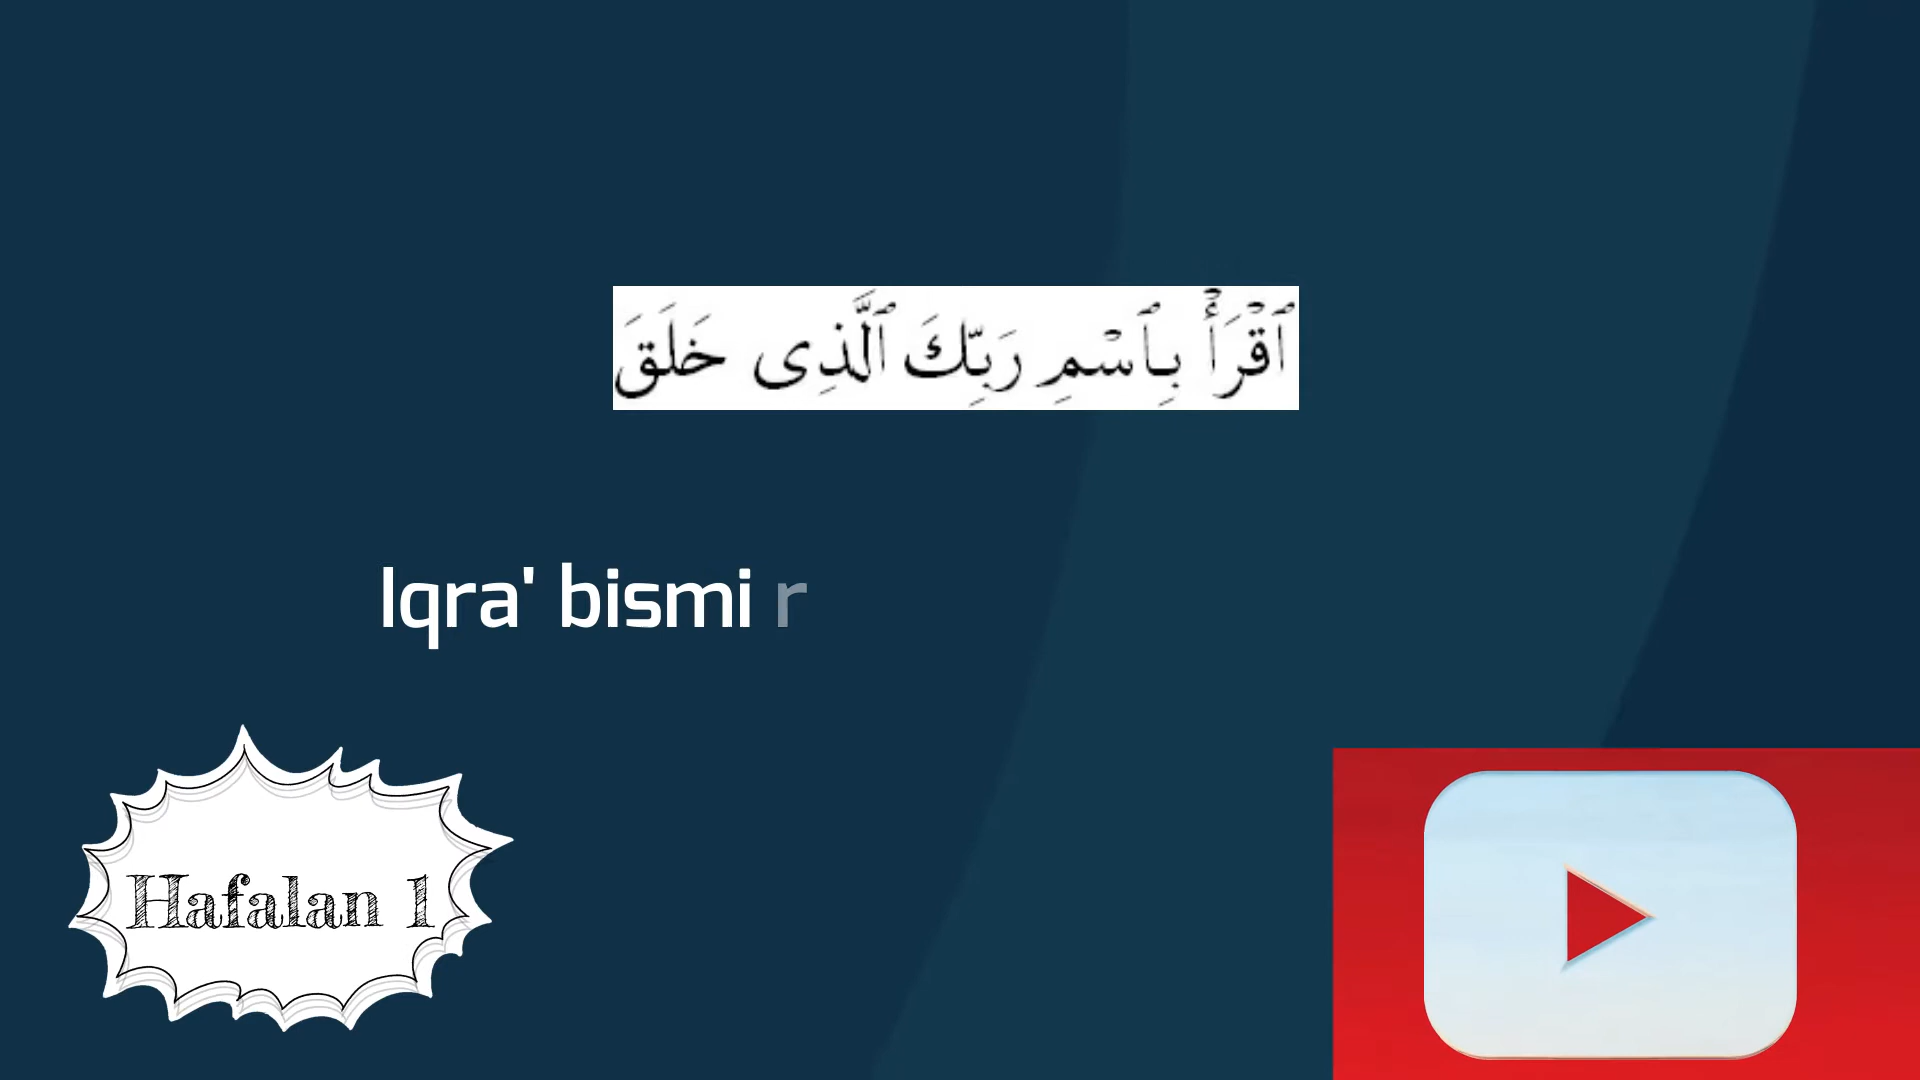 ٱقْرَأْ بِٱسْمِ رَبِّكَ ٱلَّذِى خَلَقَ
Iqra' bismi r
Hafalan 1